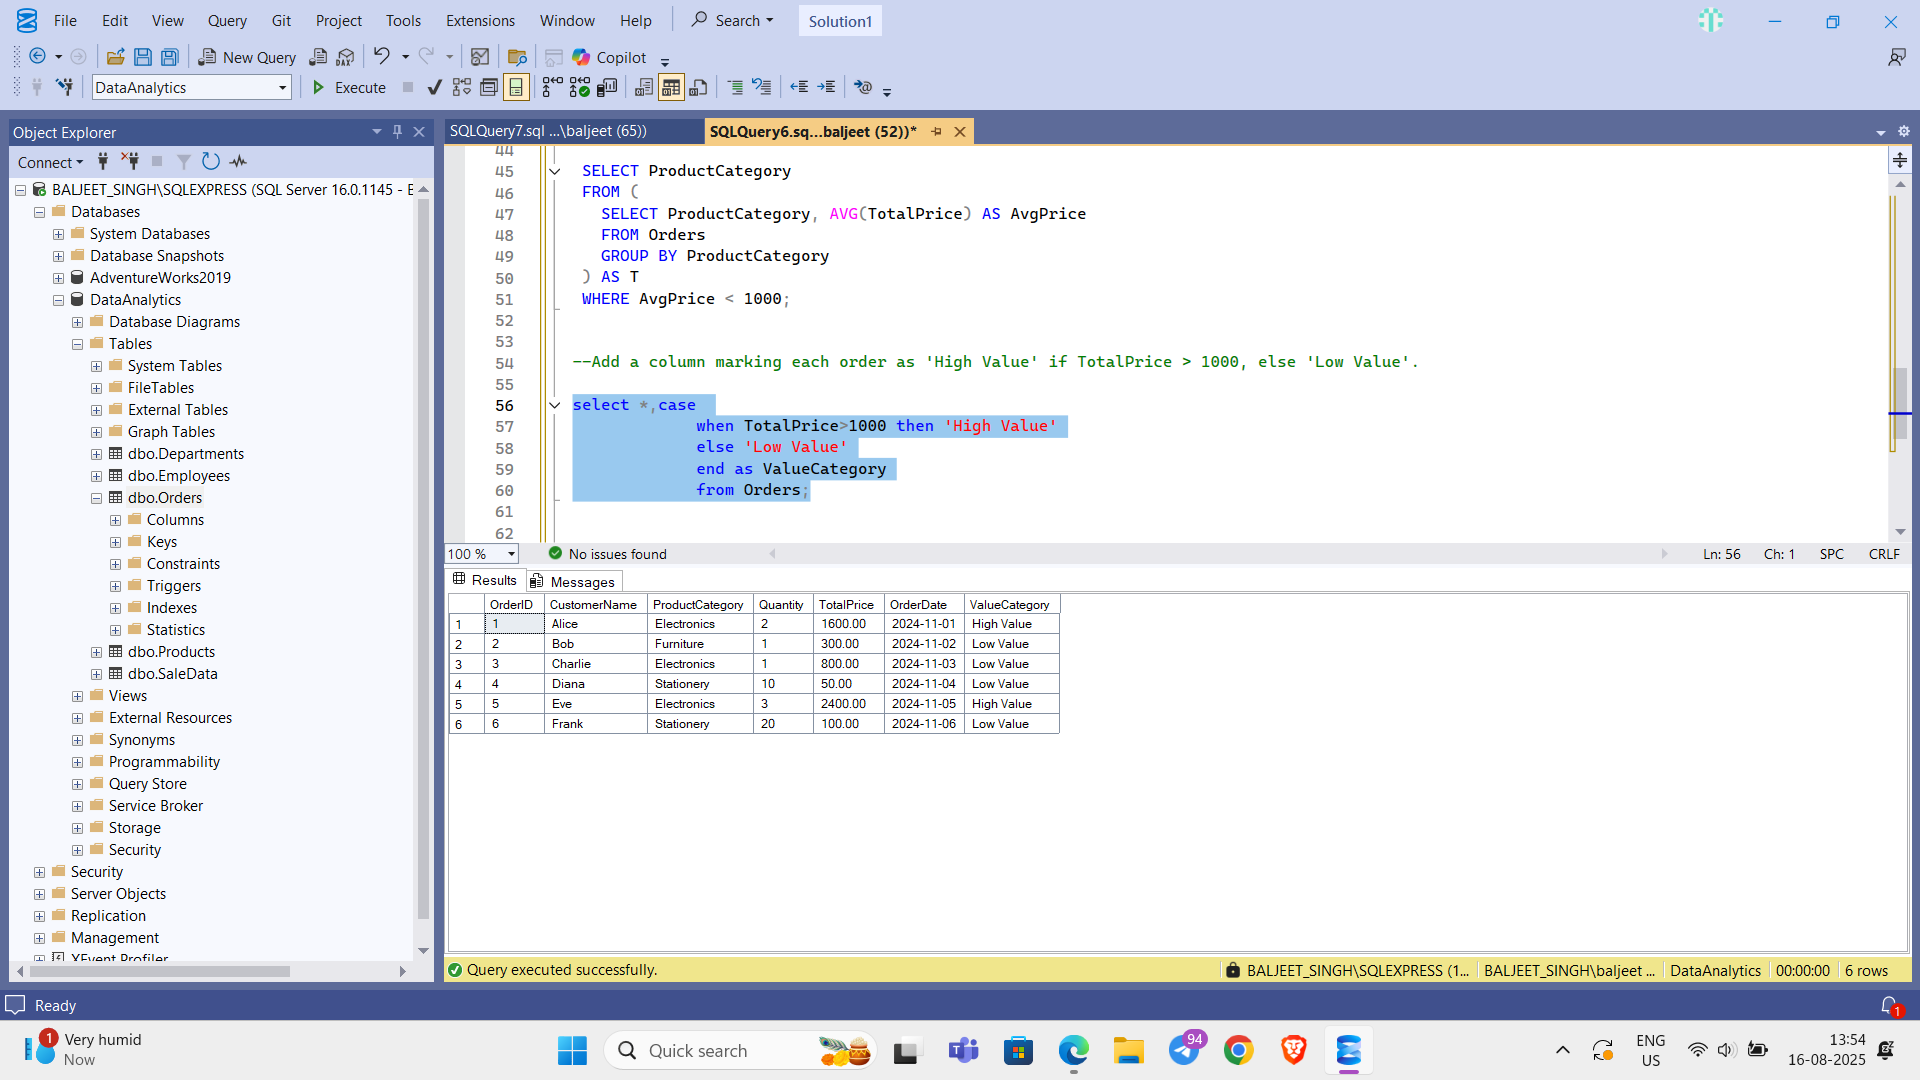 File Edit View Query Git Project Tools Extensions Window Help Search Solution1
New Query DAX Copilot
DataAnalytics Execute
Object Explorer
Connect
BALJEET_SINGH\SQLEXPRESS (SQL Server 16.0.1145 -
Databases
System Databases
Database Snapshots
AdventureWorks2019
DataAnalytics
Database Diagrams
Tables
System Tables
FileTables
External Tables
Graph Tables
dbo.Departments
dbo.Employees
dbo.Orders
Columns
Keys
Constraints
Triggers
Indexes
Statistics
dbo.Products
dbo.SaleData
Views
External Resources
Synonyms
Programmability
Query Store
Service Broker
Storage
Security
Security
Server Objects
Replication
Management
XEvent Profiler
SQLQuery7.sql ...\baljeet (65)) SQLQuery6.sq...baljeet (52))*
44
45 SELECT ProductCategory
46 FROM (
47 SELECT ProductCategory, AVG(TotalPrice) AS AvgPrice
48 FROM Orders
49 GROUP BY ProductCategory
50 ) AS T
51 WHERE AvgPrice < 1000;
52
53
54 --Add a column marking each order as 'High Value' if TotalPrice > 1000, else 'Low Value'.
55
56 select *,case
57 when TotalPrice>1000 then 'High Value'
58 else 'Low Value'
59 end as ValueCategory
60 from Orders;
61
62
100 % No issues found Ln: 56 Ch: 1 SPC CRLF
Results Messages
OrderID CustomerName ProductCategory Quantity TotalPrice OrderDate ValueCategory
1 1 Alice Electronics 2 1600.00 2024-11-01 High Value
2 2 Bob Furniture 1 300.00 2024-11-02 Low Value
3 3 Charlie Electronics 1 800.00 2024-11-03 Low Value
4 4 Diana Stationery 10 50.00 2024-11-04 Low Value
5 5 Eve Electronics 3 2400.00 2024-11-05 High Value
6 6 Frank Stationery 20 100.00 2024-11-06 Low Value
Query executed successfully. BALJEET_SINGH\SQLEXPRESS (1... BALJEET_SINGH\baljeet ... DataAnalytics 00:00:00 6 rows
Ready 1
1 Very humid
Now
Quick search 94
ENG
US
13:54
16-08-2025